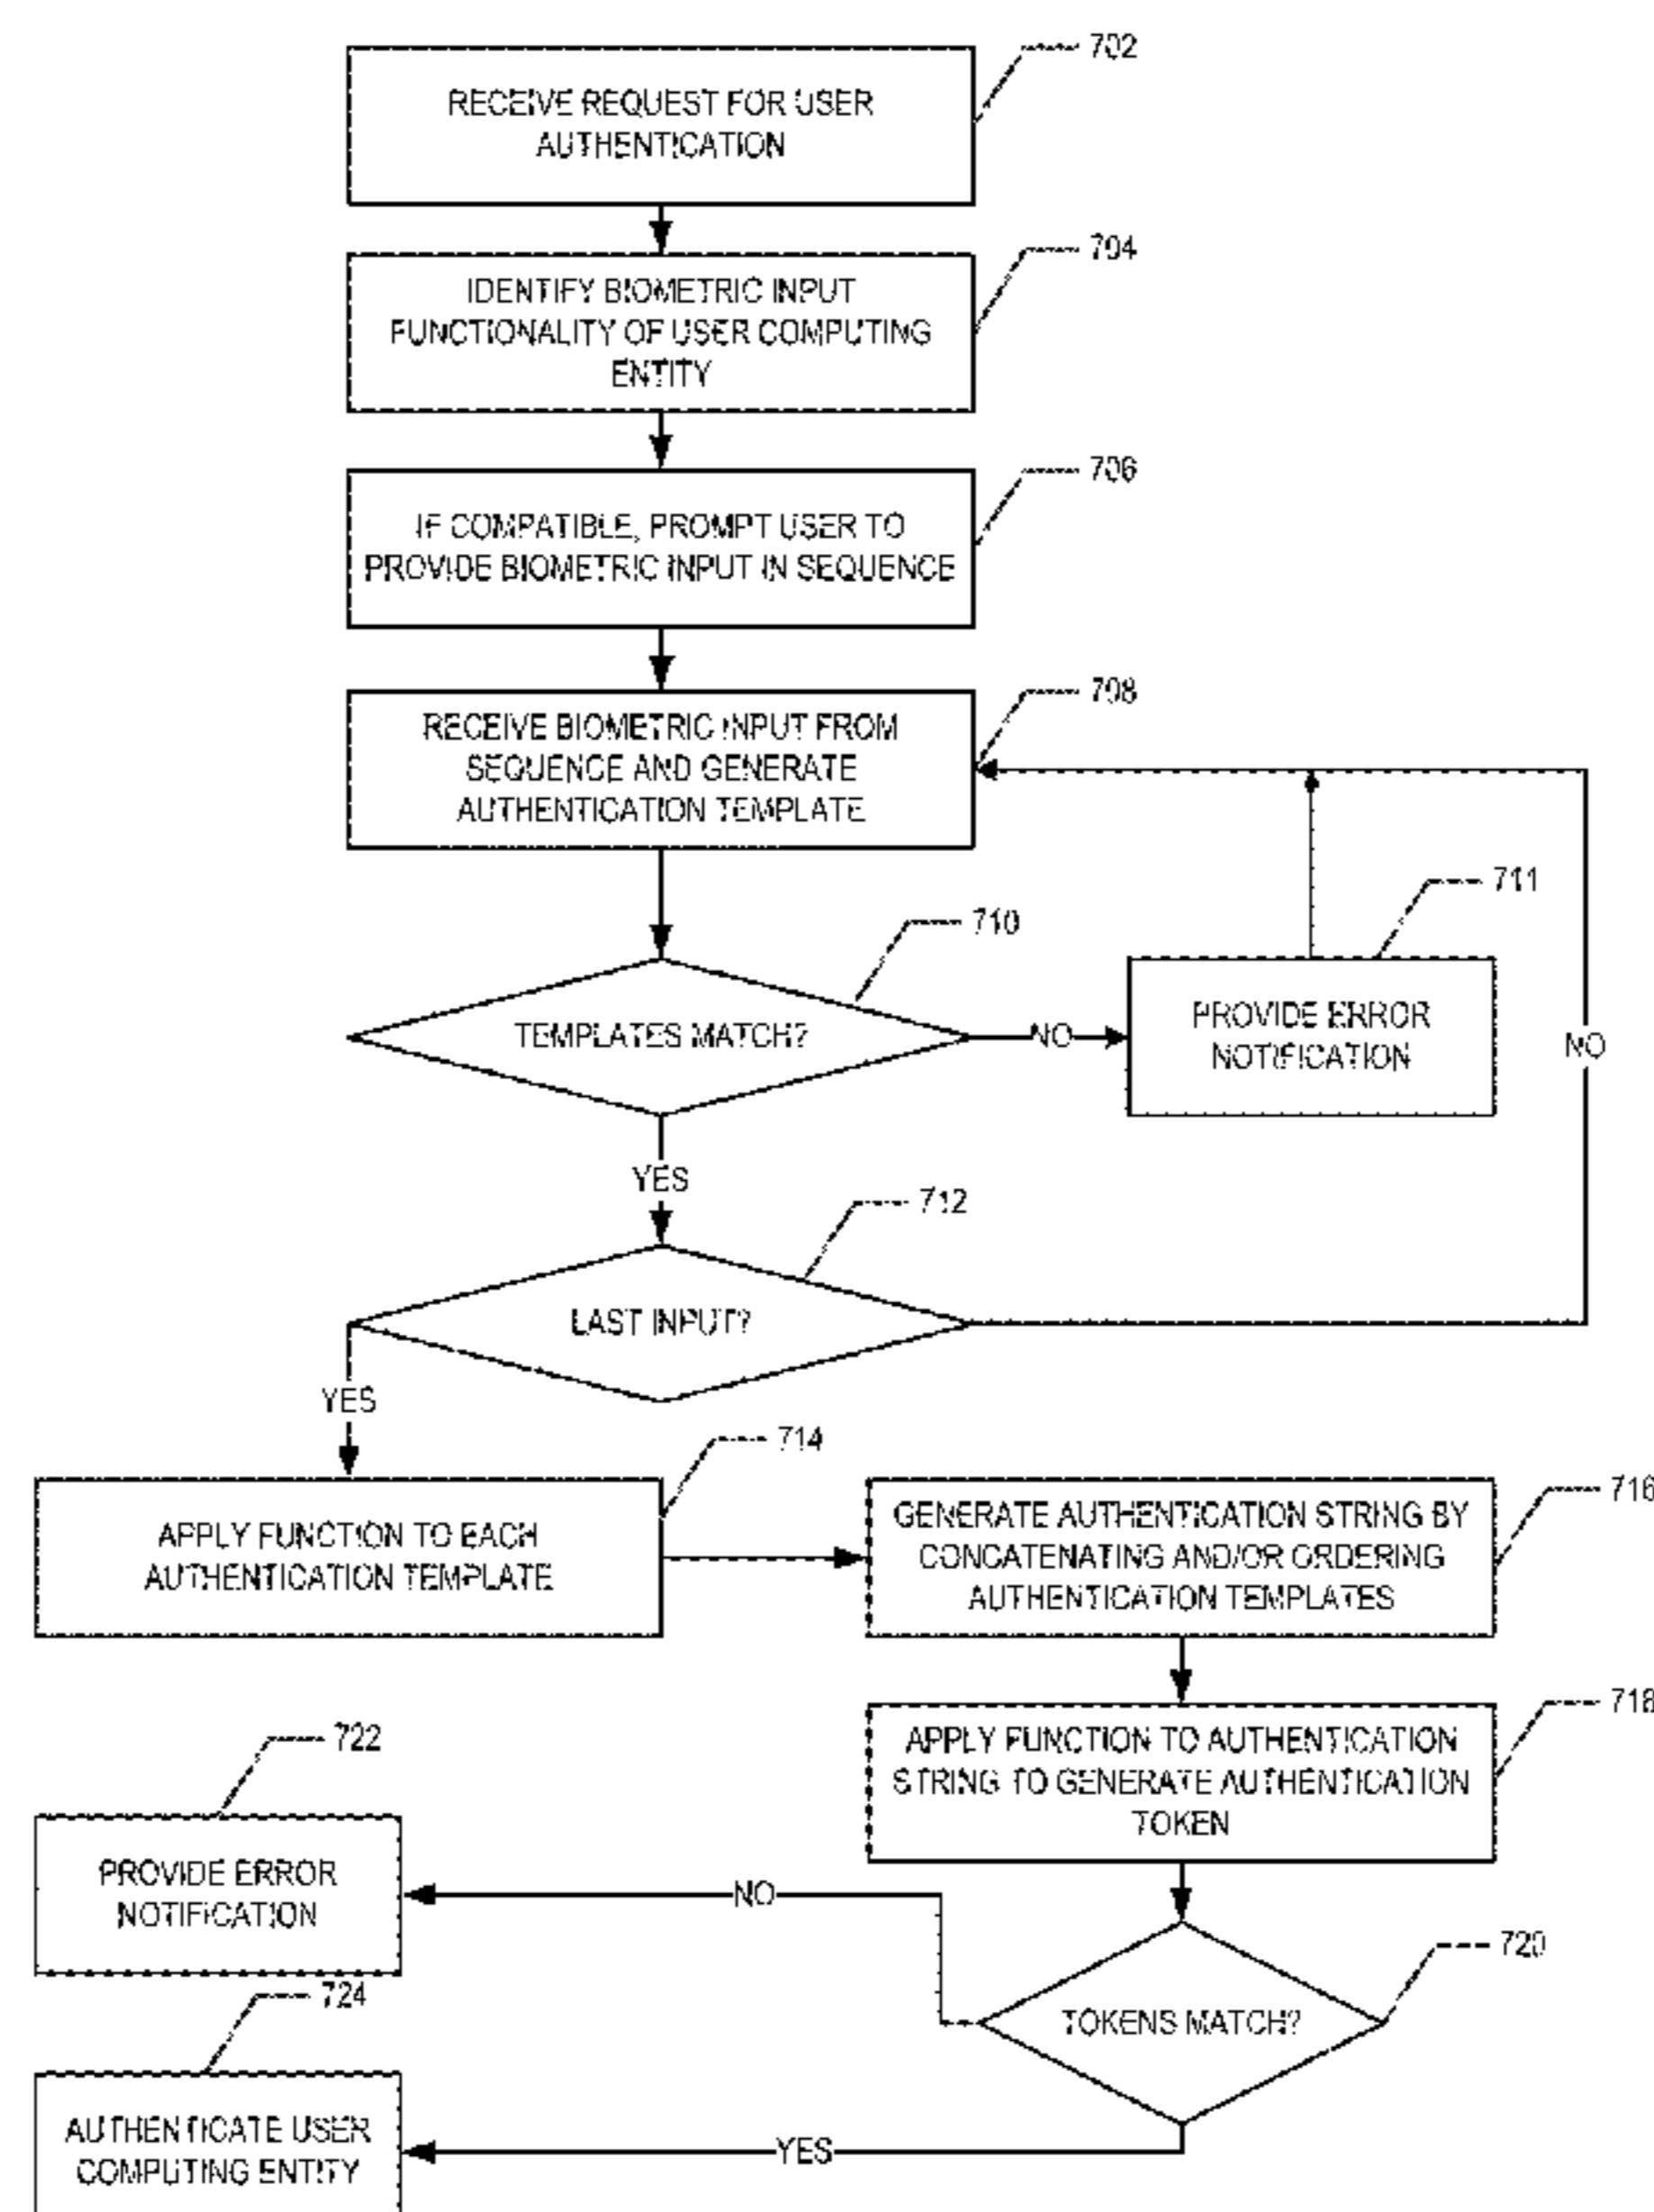 702
RECEIVE REQUEST FOR USER
AUTHENTICATION
704
IDENTIFY BIOMETRIC INPUT
FUNCTIONALITY OF USER COMPUTING
ENTITY
706
IF COMPATIBLE, PROMPT USER TO
PROVIDE BIOMETRIC INPUT IN SEQUENCE
708
RECEIVE BIOMETRIC INPUT FROM
SEQUENCE AND GENERATE
AUTHENTICATION TEMPLATE
711
710
TEMPLATES MATCH?
NO
PROVIDE ERROR
NOTIFICATION
NO
YES
712
LAST INPUT?
YES
714
APPLY FUNCTION TO EACH
AUTHENTICATION TEMPLATE
716
GENERATE AUTHENTICATION STRING BY
CONCATENATING AND/OR ORDERING
AUTHENTICATION TEMPLATES
718
APPLY FUNCTION TO AUTHENTICATION
STRING TO GENERATE AUTHENTICATION
TOKEN
722
PROVIDE ERROR
NOTIFICATION
NO
720
TOKENS MATCH?
724
AUTHENTICATE USER
COMPUTING ENTITY
YES